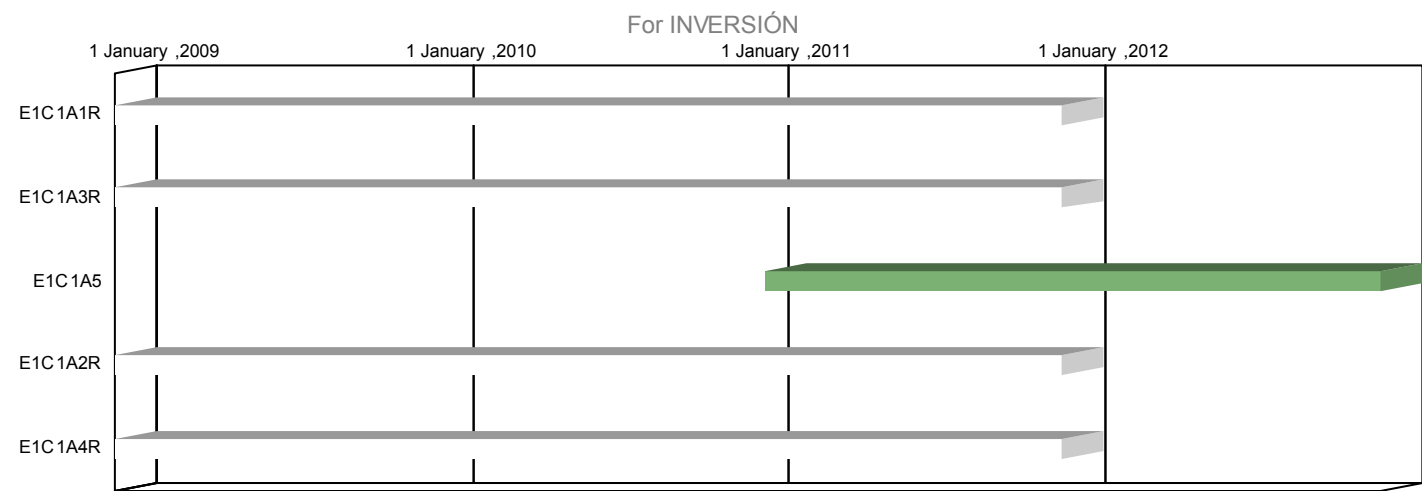 For INVERSIÓN
1 January ,2009
1 January ,2010
1 January ,2011
1 January ,2012
E1C1A1R
E1C1A3R
E1C1A5
E1C1A2R
E1C1A4R